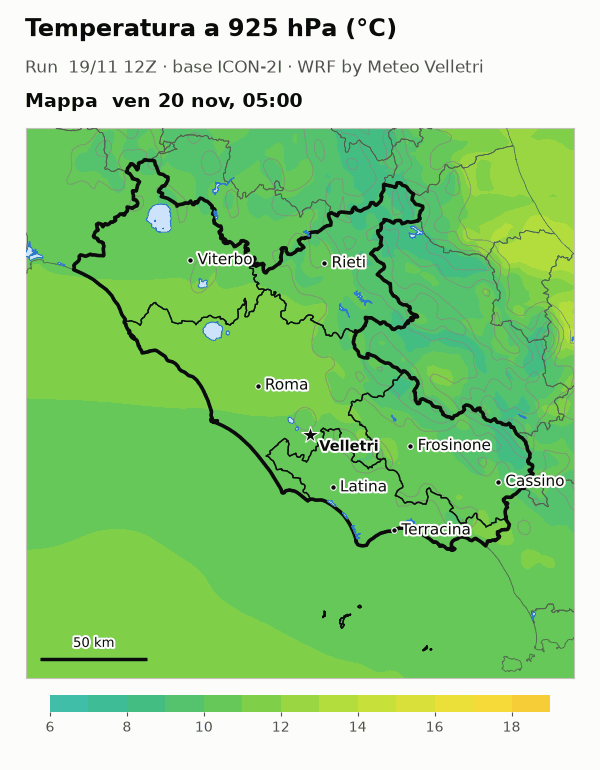 Temperatura a 925 hPa (°C)
Run  19/11 12Z · base ICON-2I · WRF by Meteo Velletri
Mappa  ven 20 nov, 05:00
Viterbo
Rieti
Roma
Velletri
Frosinone
Cassino
Latina
Terracina
50 km
6 8 10 12 14 16 18